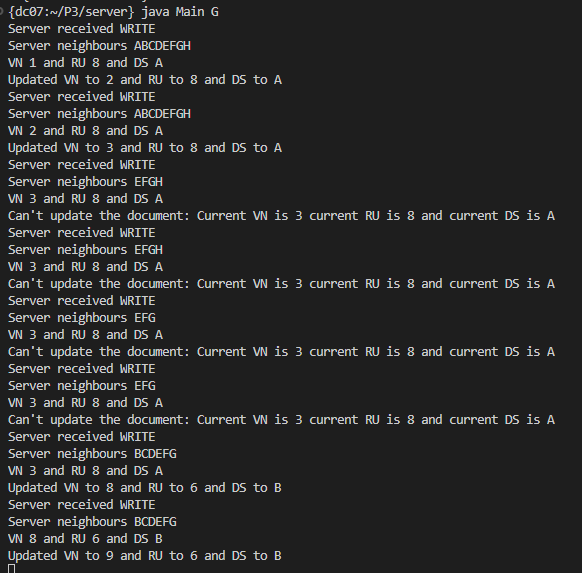 {dc07:~/P3/server} java Main G
Server received WRITE
Server neighbours ABCDEFGH
VN 1 and RU 8 and DS A
Updated VN to 2 and RU to 8 and DS to A
Server received WRITE
Server neighbours ABCDEFGH
VN 2 and RU 8 and DS A
Updated VN to 3 and RU to 8 and DS to A
Server received WRITE
Server neighbours EFGH
VN 3 and RU 8 and DS A
Can't update the document: Current VN is 3 current RU is 8 and current DS is A
Server received WRITE
Server neighbours EFGH
VN 3 and RU 8 and DS A
Can't update the document: Current VN is 3 current RU is 8 and current DS is A
Server received WRITE
Server neighbours EFG
VN 3 and RU 8 and DS A
Can't update the document: Current VN is 3 current RU is 8 and current DS is A
Server received WRITE
Server neighbours EFG
VN 3 and RU 8 and DS A
Can't update the document: Current VN is 3 current RU is 8 and current DS is A
Server received WRITE
Server neighbours BCDEFG
VN 3 and RU 8 and DS A
Updated VN to 8 and RU to 6 and DS to B
Server received WRITE
Server neighbours BCDEFG
VN 8 and RU 6 and DS B
Updated VN to 9 and RU to 6 and DS to B